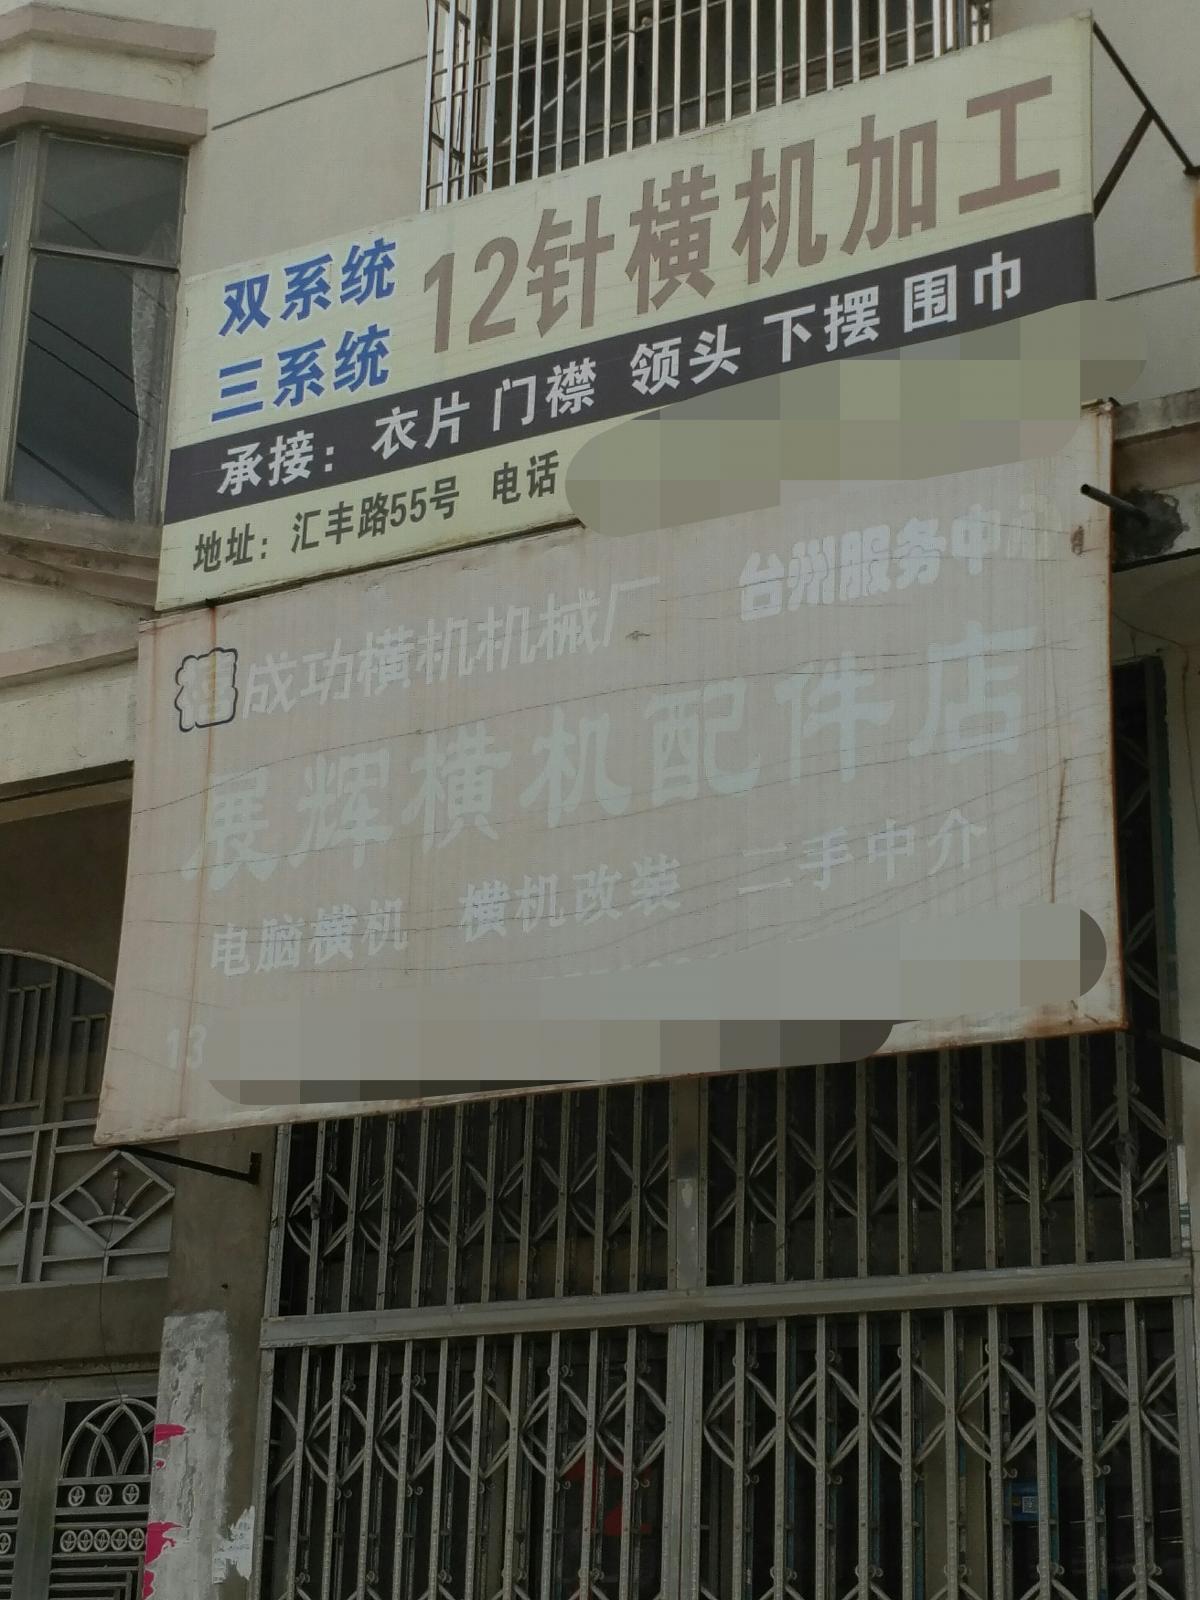 双系统
三系统
12针横机加工
承接：衣片 门襟 领头 下摆 围巾
地址：汇丰路55号 电话
成功横机机械厂 台州服务中
展辉横机配件店
电脑横机 横机改装 二手中介
13